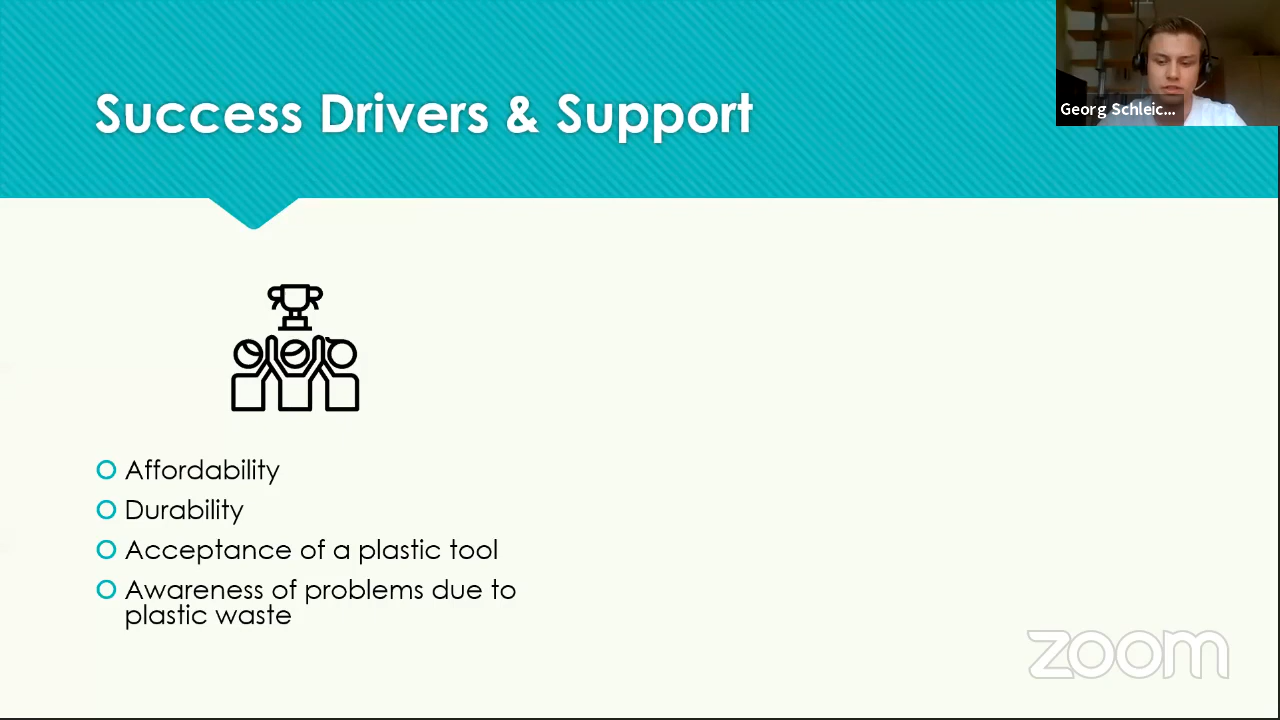 Success Drivers & Support
Georg Schleic...
Affordability
Durability
Acceptance of a plastic tool
Awareness of problems due to
plastic waste
zoom